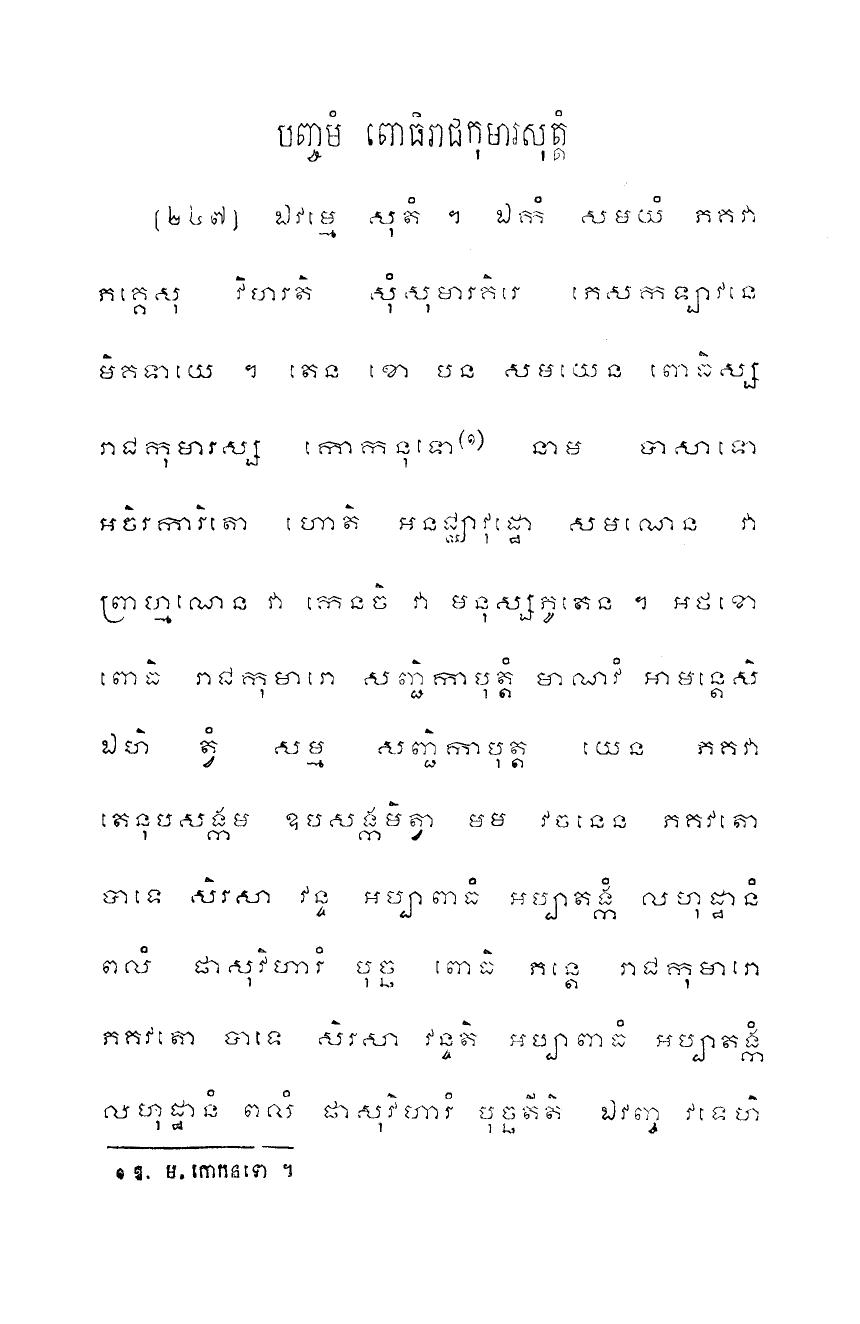 បញ្ចមំ ពោធិរាជកុមារសុត្តំ
[២៤៧] ឯវម្មេ សុតំ ។ ឯកំ សមយំ ភគវា
ភគ្គេសុ វិហរតិ សុំសុមារគិរេ ភេសកឡាវនេ
មិគទាយេ ។ តេន ខោ បន សមយេន ពោធិស្ស
រាជកុមារស្ស កោកនុទោ(១) នាម បាសាទោ
អចិរការិតោ ហោតិ អនជ្ឈាវុដ្ឋោ សមណេន វា
ព្រាហ្មណេន វា កេនចិ វា មនុស្សភូតេន ។ អថខោ
ពោធិ រាជកុមារោ សញ្ជិកាបុត្តំ មាណវំ អាមន្តេសិ
ឯហិ ត្វំ សម្ម សញ្ជិកាបុត្ត យេន ភគវា
តេនុបសង្កម ឧបសង្កមិត្វា មម វចនេន ភគវតោ
បាទេ សិរសា វន្ទ អប្បាពាធំ អប្បាតង្កំ លហុដ្ឋានំ
ពលំ ផាសុវិហារំ បុច្ឆ ពោធិ ភន្តេ រាជកុមារោ
ភគវតោ បាទេ សិរសា វន្ទតិ អប្បាពាធំ អប្បាតង្កំ
លហុដ្ឋានំ ពលំ ផាសុវិហារំ បុច្ឆតីតិ ឯវញ្ច វទេហិ
១ ឱ. ម. កោកនទោ ។